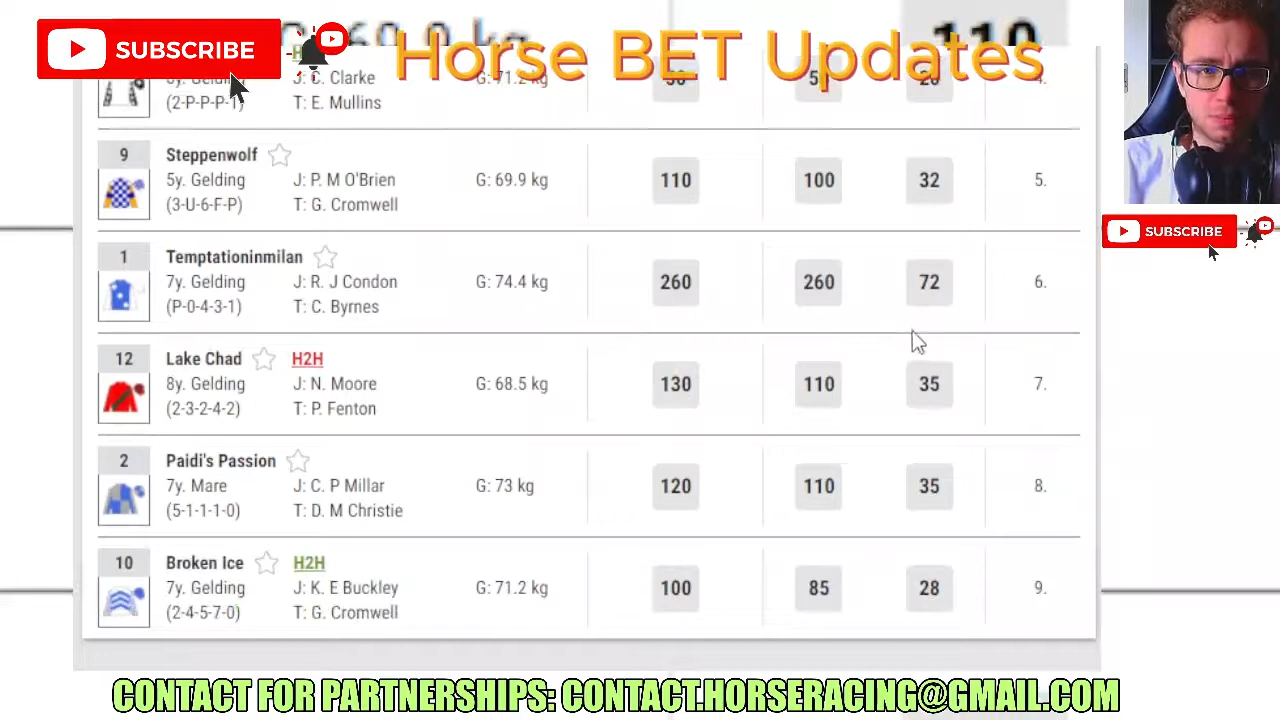 SUBSCRIBE
Horse BET Updates
110
J: C. Clarke
(2-P-P-P-1)
T: E. Mullins
9 Steppenwolf
5y. Gelding J: P. M O'Brien G: 69.9 kg 110 100 32 5.
(3-U-6-F-P) T: G. Cromwell
SUBSCRIBE
1 Temptationinmilan
7y. Gelding J: R. J Condon G: 74.4 kg 260 260 72 6.
(P-0-4-3-1) T: C. Byrnes
12 Lake Chad H2H
8y. Gelding J: N. Moore G: 68.5 kg 130 110 35 7.
(2-3-2-4-2) T: P. Fenton
2 Paidi's Passion
7y. Mare J: C. P Millar G: 73 kg 120 110 35 8.
(5-1-1-1-0) T: D. M Christie
10 Broken Ice H2H
7y. Gelding J: K. E Buckley G: 71.2 kg 100 85 28 9.
(2-4-5-7-0) T: G. Cromwell
CONTACT FOR PARTNERSHIPS: CONTACT.HORSERACING@GMAIL.COM